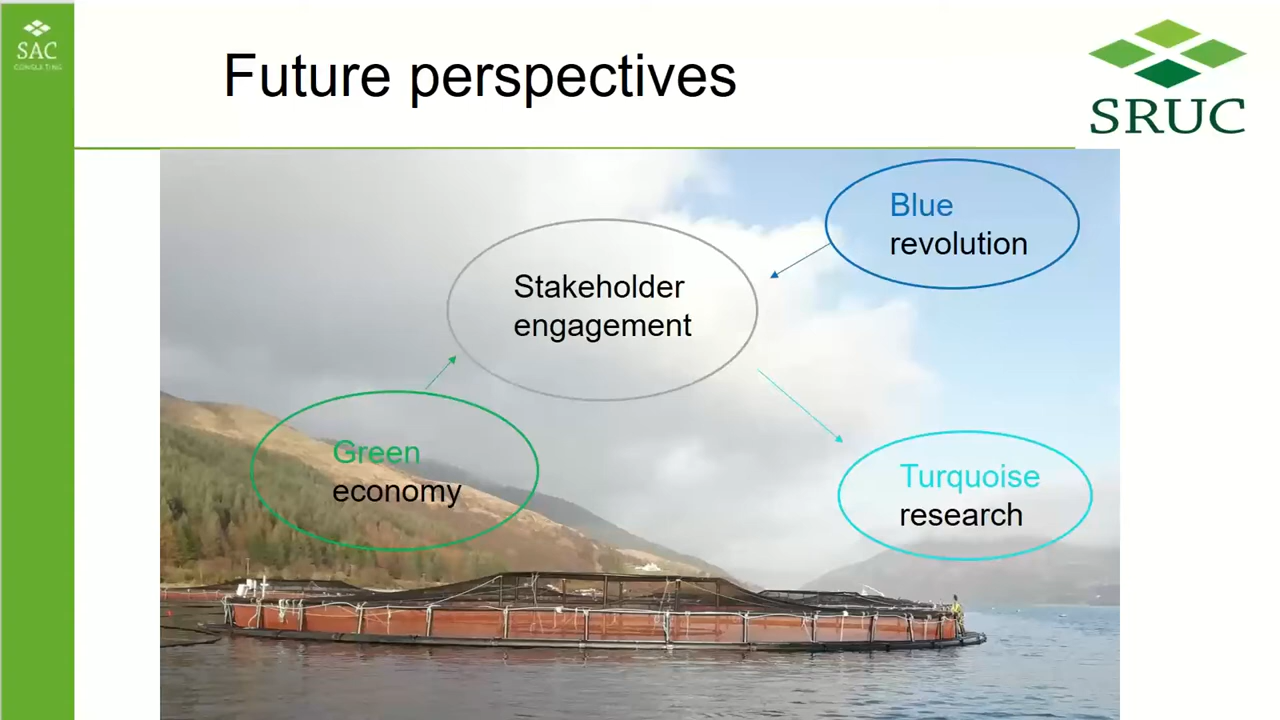 SAC
CONSULTING
Future perspectives
SRUC
Blue
revolution
Stakeholder
engagement
Green
economy
Turquoise
research